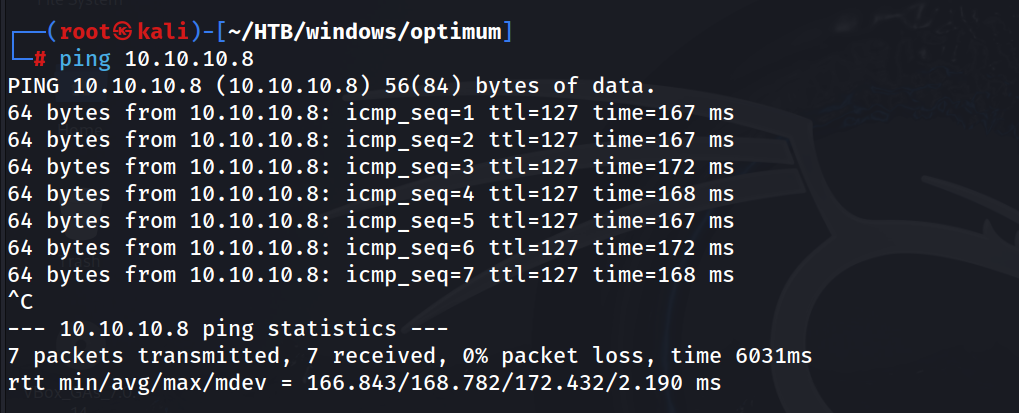 File System
┌──(root㉿kali)-[~/HTB/windows/optimum]
└─# ping 10.10.10.8
PING 10.10.10.8 (10.10.10.8) 56(84) bytes of data.
64 bytes from 10.10.10.8: icmp_seq=1 ttl=127 time=167 ms
64 bytes from 10.10.10.8: icmp_seq=2 ttl=127 time=167 ms
64 bytes from 10.10.10.8: icmp_seq=3 ttl=127 time=172 ms
64 bytes from 10.10.10.8: icmp_seq=4 ttl=127 time=168 ms
64 bytes from 10.10.10.8: icmp_seq=5 ttl=127 time=167 ms
64 bytes from 10.10.10.8: icmp_seq=6 ttl=127 time=172 ms
64 bytes from 10.10.10.8: icmp_seq=7 ttl=127 time=168 ms
^C
--- 10.10.10.8 ping statistics ---
7 packets transmitted, 7 received, 0% packet loss, time 6031ms
rtt min/avg/max/mdev = 166.843/168.782/172.432/2.190 ms